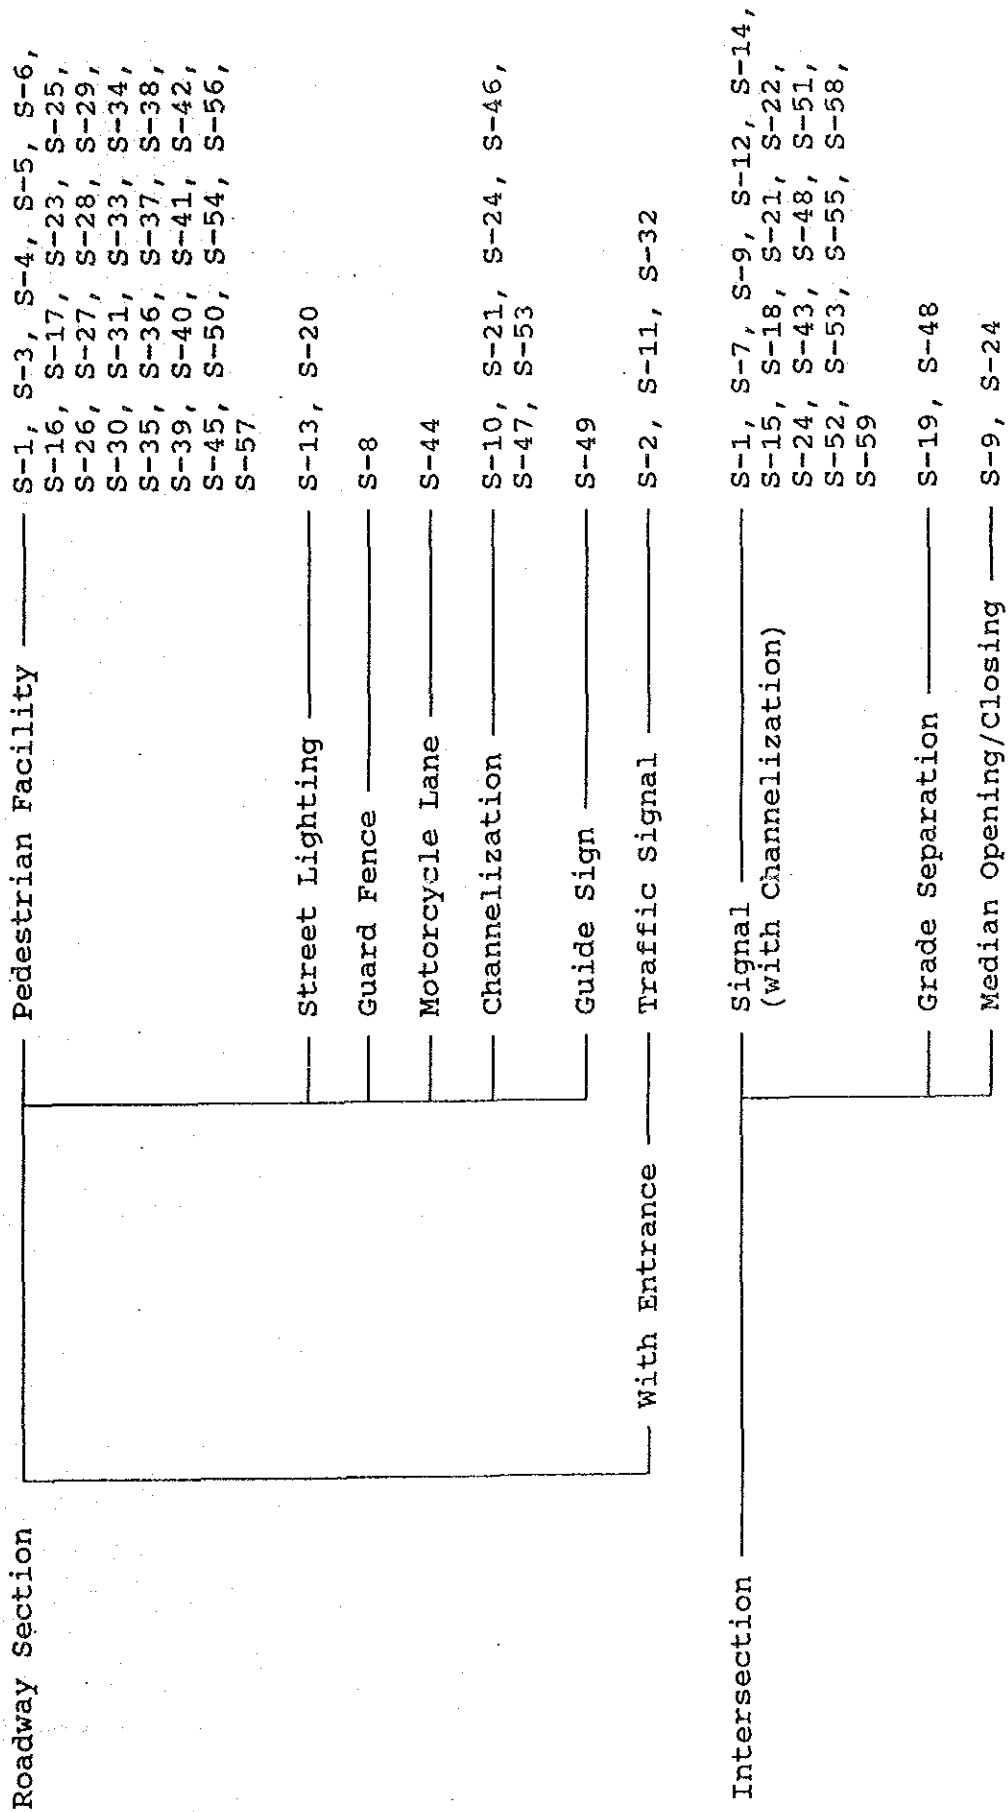 Roadway Section
Pedestrian Facility S-1, S-3, S-4, S-5, S-6,
S-16, S-17, S-23, S-25,
S-26, S-27, S-28, S-29,
S-30, S-31, S-33, S-34,
S-35, S-36, S-37, S-38,
S-39, S-40, S-41, S-42,
S-45, S-50, S-54, S-56,
S-57
Street Lighting S-13, S-20
Guard Fence S-8
Motorcycle Lane S-44
Channelization S-10, S-21, S-24, S-46,
S-47, S-53
Guide Sign S-49
With Entrance Traffic Signal S-2, S-11, S-32
Intersection Signal S-1, S-7, S-9, S-12, S-14,
(with Channelization) S-15, S-18, S-21, S-22,
S-24, S-43, S-48, S-51,
S-52, S-53, S-55, S-58,
S-59
Grade Separation S-19, S-48
Median Opening/Closing S-9, S-24